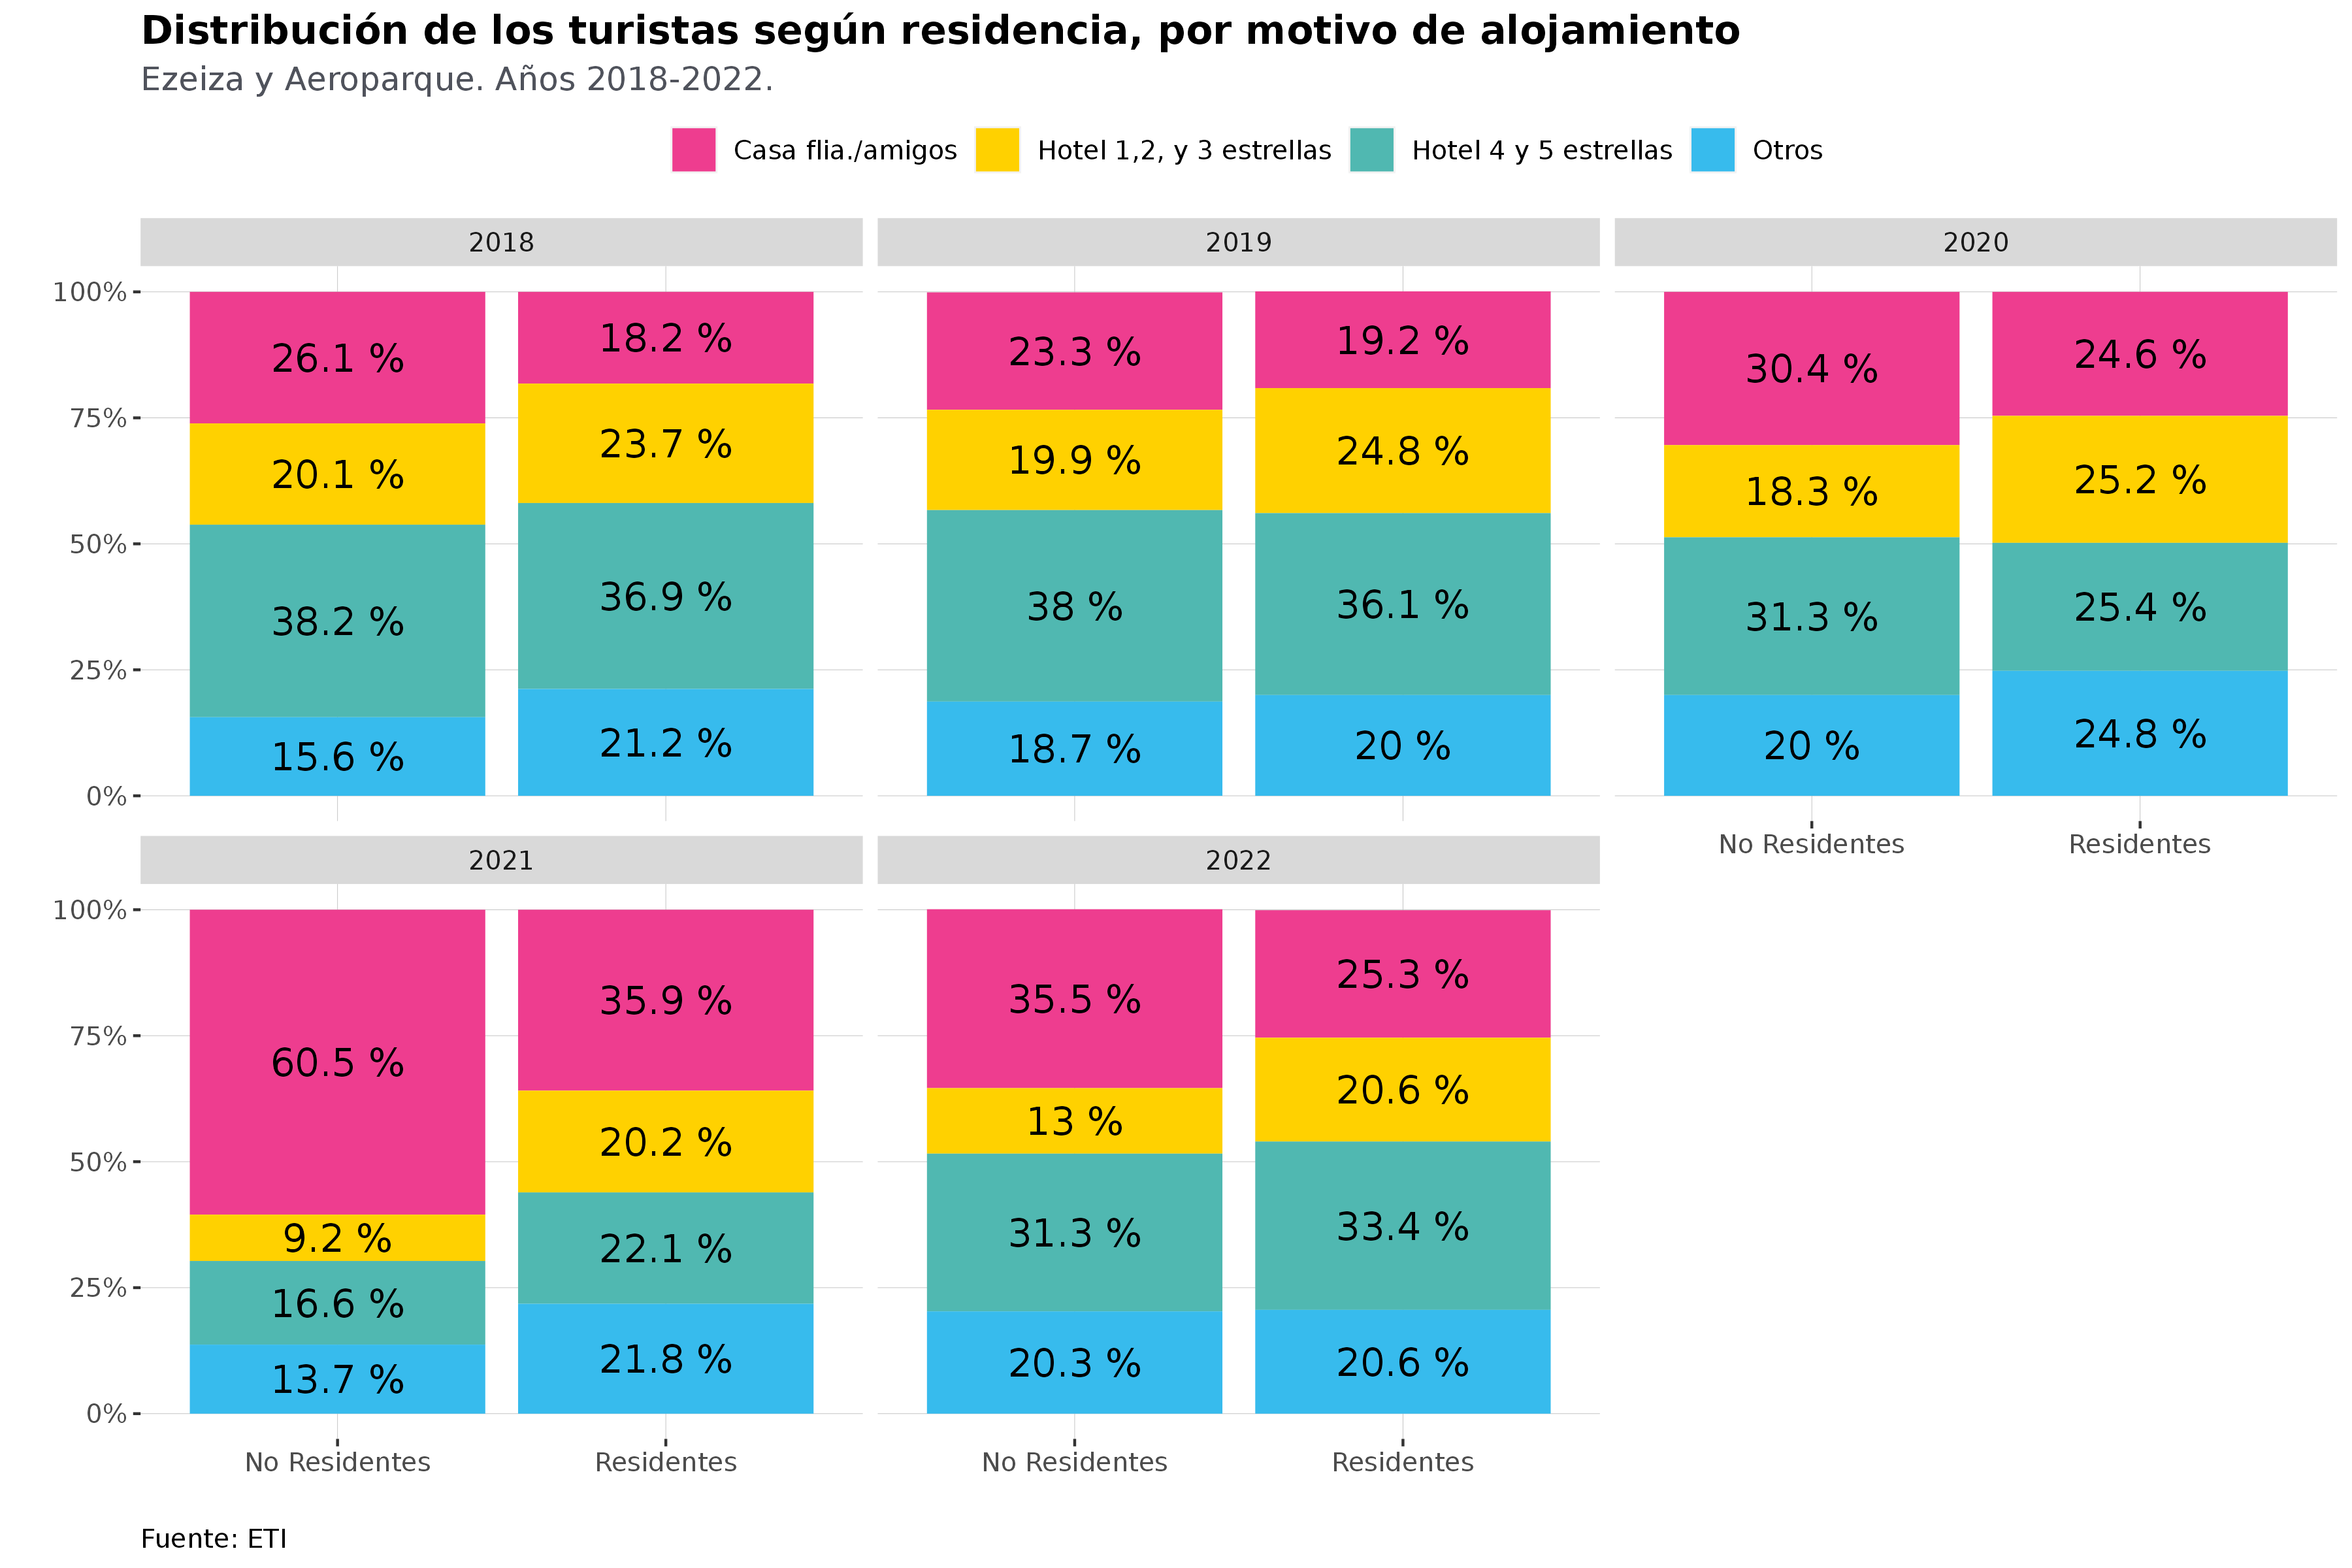 Distribución de los turistas según residencia, por motivo de alojamiento
Ezeiza y Aeroparque. Años 2018-2022.
Casa flia./amigos Hotel 1,2, y 3 estrellas Hotel 4 y 5 estrellas Otros
2018 2019 2020
100%
75%
50%
25%
0%
26.1 % 18.2 % 23.3 % 19.2 % 30.4 % 24.6 %
20.1 % 23.7 % 19.9 % 24.8 % 18.3 % 25.2 %
38.2 % 36.9 % 38 % 36.1 % 31.3 % 25.4 %
15.6 % 21.2 % 18.7 % 20 % 20 % 24.8 %
No Residentes Residentes
2021 2022
100%
75%
50%
25%
0%
60.5 % 35.9 % 35.5 % 25.3 %
9.2 % 20.2 % 13 % 20.6 %
16.6 % 22.1 % 31.3 % 33.4 %
13.7 % 21.8 % 20.3 % 20.6 %
No Residentes Residentes No Residentes Residentes
Fuente: ETI